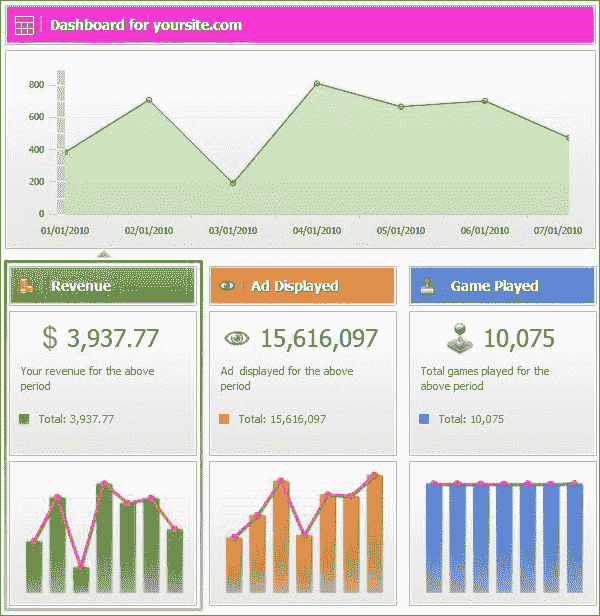 Dashboard for yoursite.com
800
600
400
200
0
01/01/2010 02/01/2010 03/01/2010 04/01/2010 05/01/2010 06/01/2010 07/01/2010
Revenue
$ 3,937.77
Your revenue for the above
period
Total: 3,937.77
Ad Displayed
15,616,097
Ad displayed for the above
period
Total: 15,616,097
Game Played
10,075
Total games played for the
above period
Total: 10,075